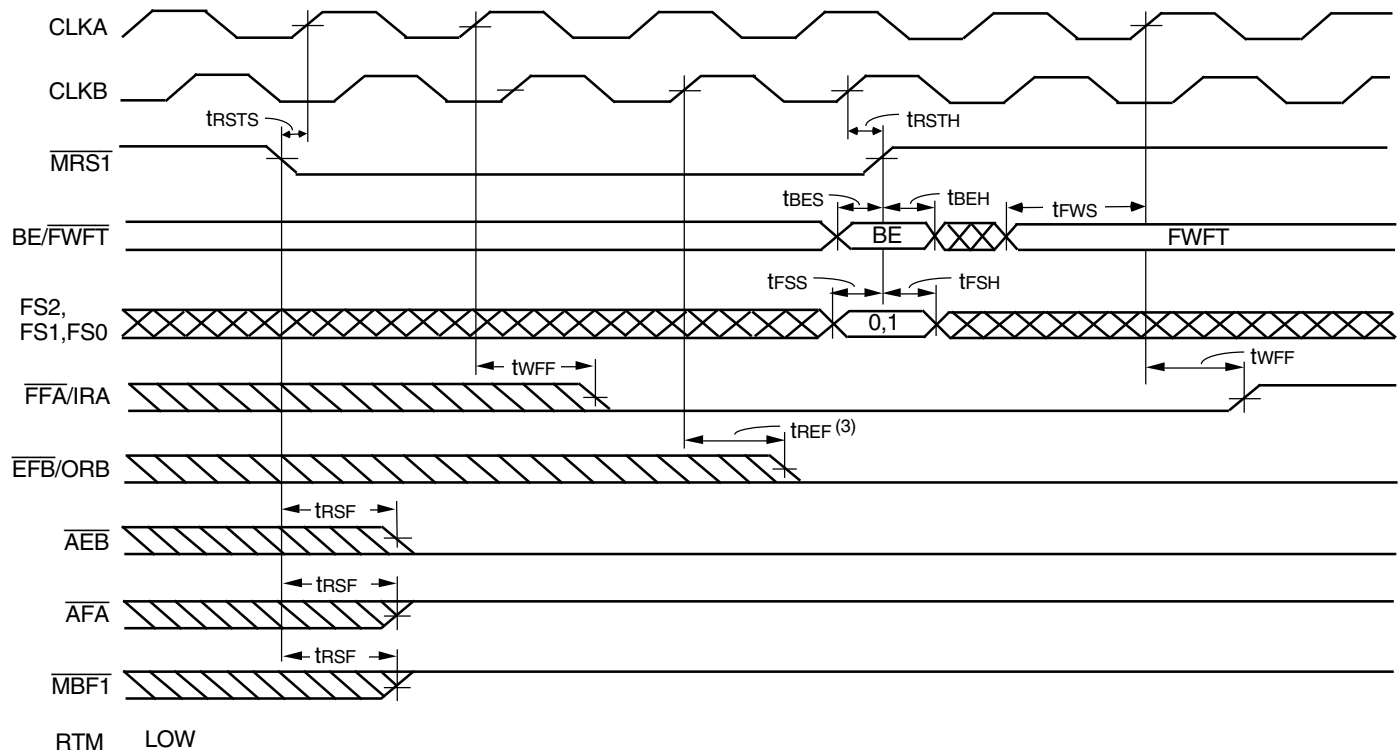 CLKA
CLKB
tRSTS
tRSTH
MRS1
tBES
tBEH
tFWS
BE/FWFT
BE
FWFT
tFSS
tFSH
FS2,
FS1,FS0
0,1
tWFF
tWFF
FFA/IRA
tREF (3)
EFB/ORB
tRSF
AEB
tRSF
AFA
tRSF
MBF1
RTM LOW